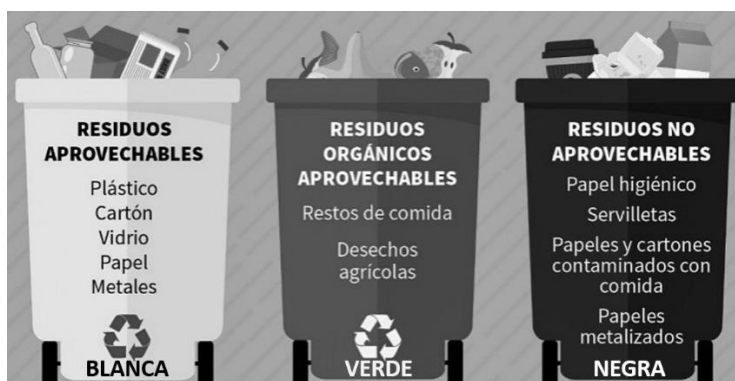 RESIDUOS
APROVECHABLES
Plástico
Cartón
Vidrio
Papel
Metales
BLANCA
RESIDUOS
ORGÁNICOS
APROVECHABLES
Restos de comida
Desechos
agrícolas
VERDE
RESIDUOS NO
APROVECHABLES
Papel higiénico
Servilletas
Papeles y cartones
contaminados con
comida
Papeles
metalizados
NEGRA